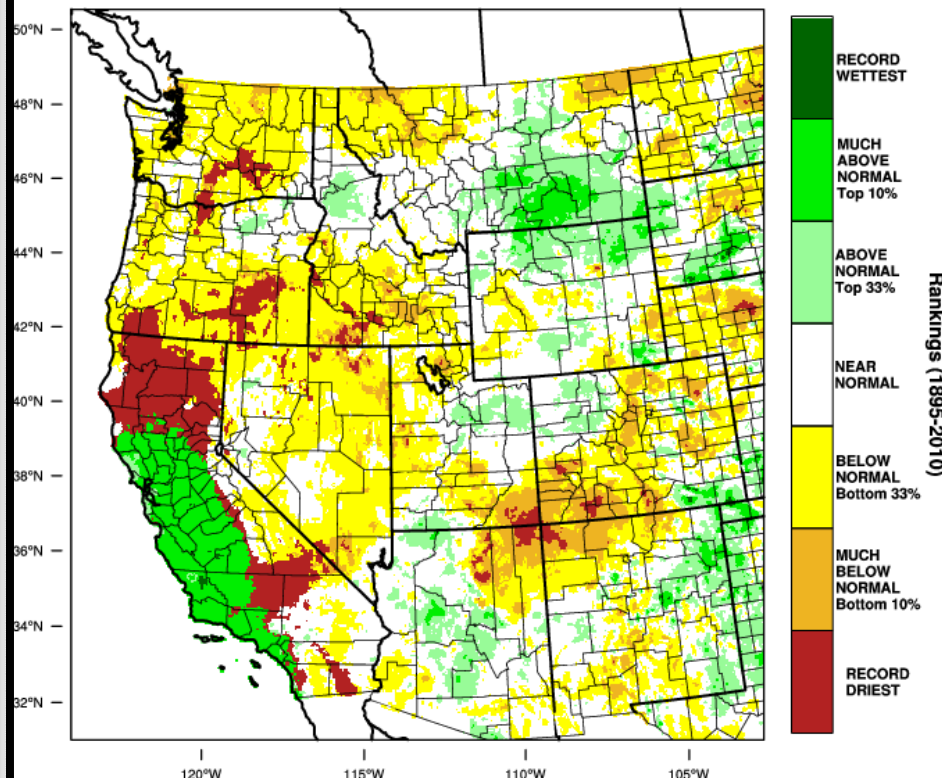 50°N
48°N
46°N
44°N
42°N
40°N
38°N
36°N
34°N
32°N
120°W
115°W
110°W
105°W
RECORD
WETTEST
MUCH
ABOVE
NORMAL
Top 10%
ABOVE
NORMAL
Top 33%
NEAR
NORMAL
BELOW
NORMAL
Bottom 33%
MUCH
BELOW
NORMAL
Bottom 10%
RECORD
DRIEST
Rankings (1895-2010)